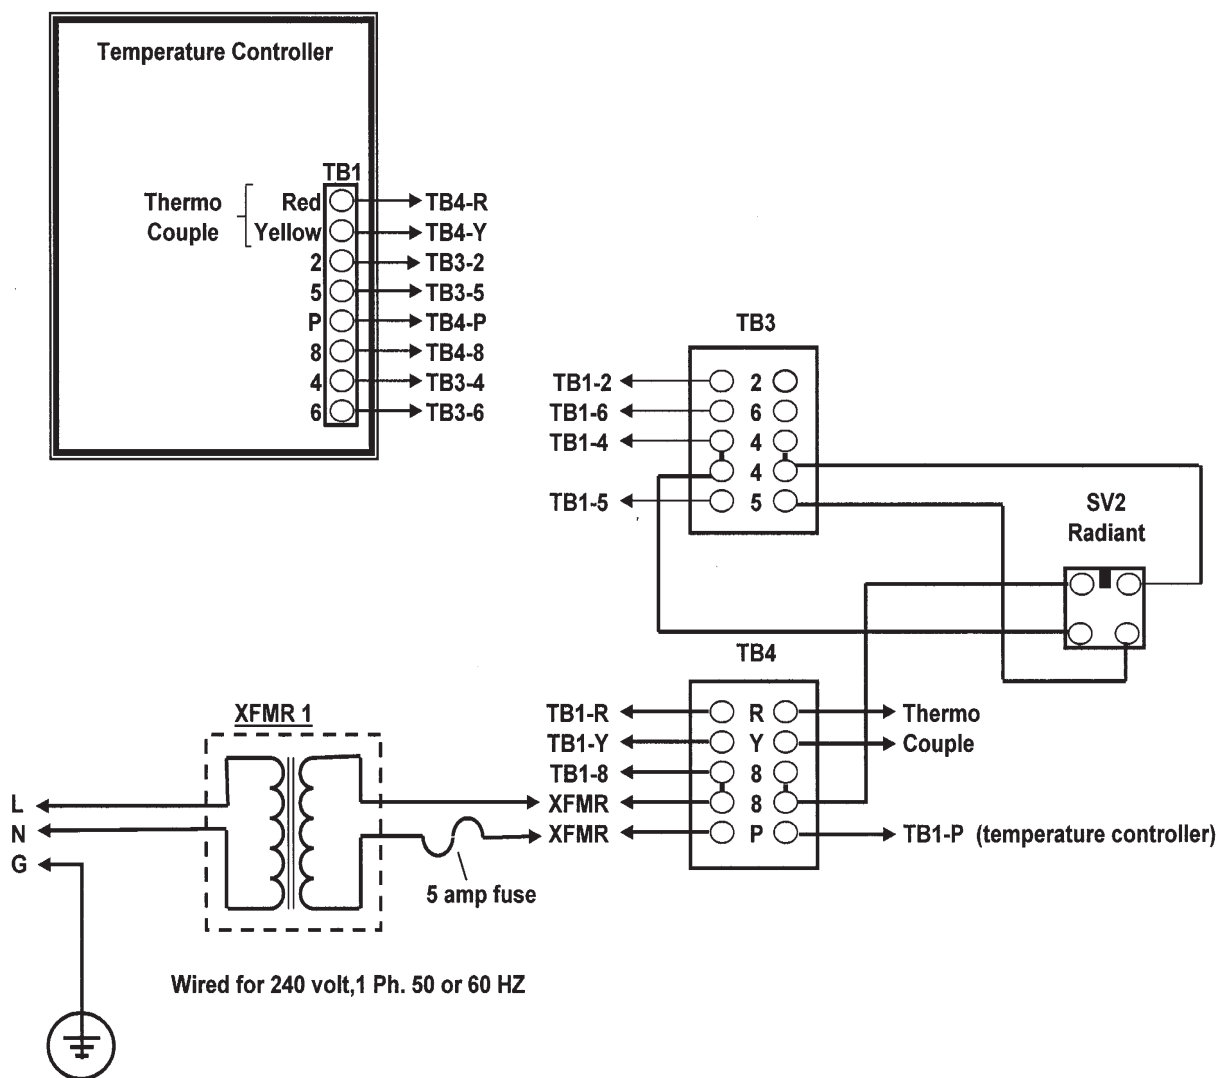 Temperature Controller
TB1
Thermo Red TB4-R
Couple Yellow TB4-Y
2 TB3-2
5 TB3-5
P TB4-P
8 TB4-8
4 TB3-4
6 TB3-6
TB3
TB1-2 2
TB1-6 6
TB1-4 4
4
TB1-5 5
SV2
Radiant
TB4
XFMR 1
TB1-R R Thermo
TB1-Y Y Couple
TB1-8 8
L XFMR 8
N XFMR P TB1-P (temperature controller)
G
5 amp fuse
Wired for 240 volt,1 Ph. 50 or 60 HZ